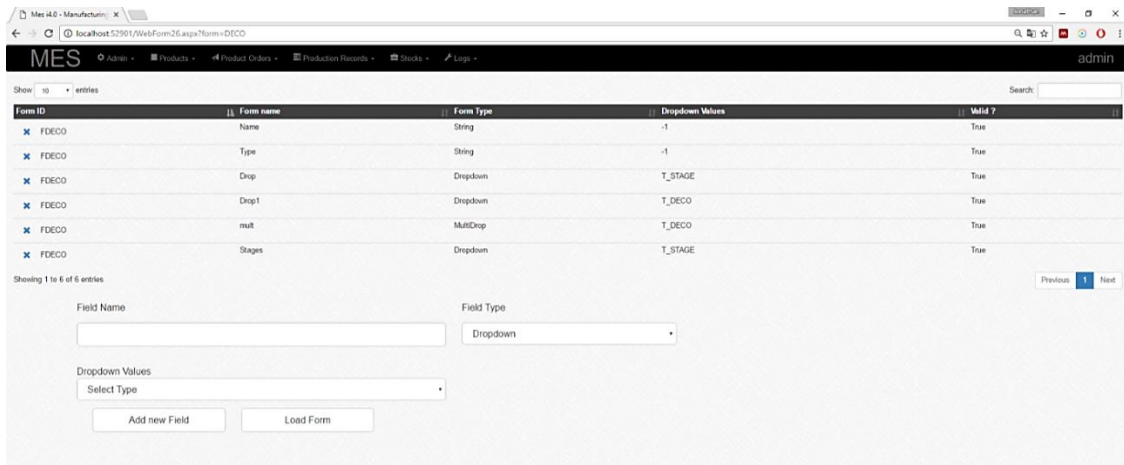 Mes i4.0 - Manufacturing
localhost:52901/WebForm26.aspx?form=DECO
MES Admin Products Product Orders Production Records Stocks Logs admin
Show 10 entries Search:
Form ID Form name Form Type Dropdown Values Valid ?
FDECO Name String -1 True
FDECO Type String -1 True
FDECO Drop Dropdown T_STAGE True
FDECO Drop1 Dropdown T_DECO True
FDECO mult MultiDrop T_DECO True
FDECO Stages Dropdown T_STAGE True
Showing 1 to 6 of 6 entries Previous 1 Next
Field Name Field Type
Dropdown
Dropdown Values
Select Type
Add new Field Load Form